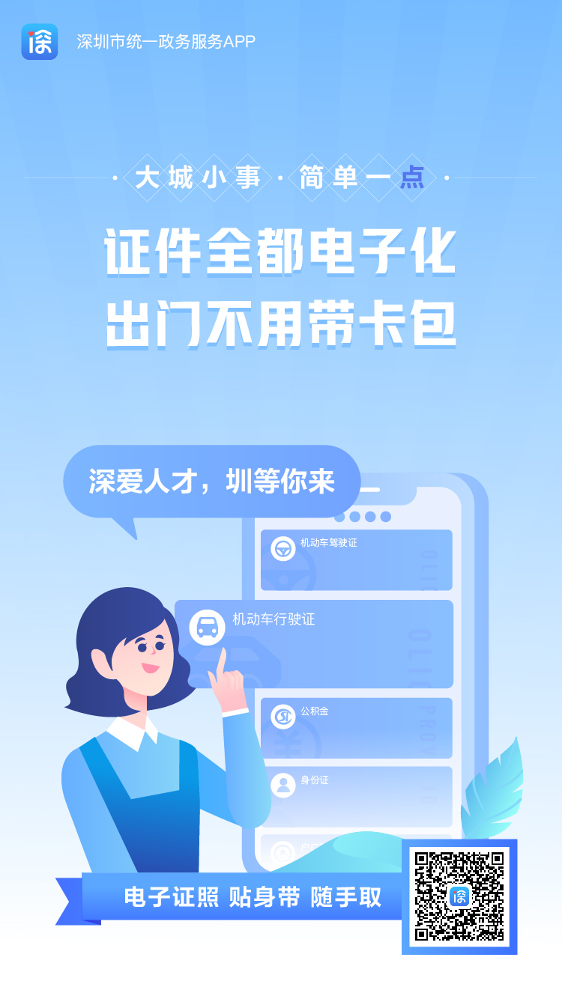 深圳市统一政务服务APP
·大城小事·简单一点·
证件全都电子化
出门不用带卡包
深爱人才，圳等你来
机动车驾驶证
机动车行驶证
公积金
身份证
电子证照 贴身带 随手取
深